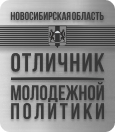 НОВОСИБИРСКАЯ ОБЛАСТЬ
ОТЛИЧНИК
МОЛОДЕЖНОЙ
ПОЛИТИКИ